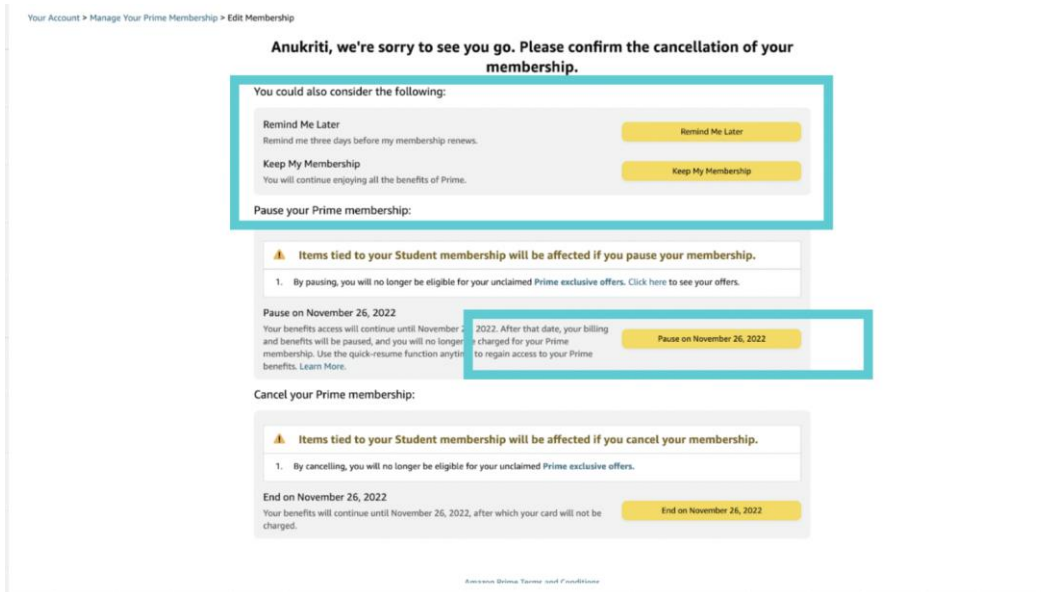 Your Account > Manage Your Prime Membership > Edit Membership
Anukriti, we're sorry to see you go. Please confirm the cancellation of your
membership.
You could also consider the following:
Remind Me Later
Remind me three days before my membership renews.
Remind Me Later
Keep My Membership
You will continue enjoying all the benefits of Prime.
Keep My Membership
Pause your Prime membership:
Items tied to your Student membership will be affected if you pause your membership.
1. By pausing, you will no longer be eligible for your unclaimed Prime exclusive offers. Click here to see your offers.
Pause on November 26, 2022
Your benefits access will continue until November 2 2022. After that date, your billing
and benefits will be paused, and you will no longer e charged for your Prime
membership. Use the quick-resume function anytim to regain access to your Prime
benefits. Learn More.
Pause on November 26, 2022
Cancel your Prime membership:
Items tied to your Student membership will be affected if you cancel your membership.
1. By cancelling, you will no longer be eligible for your unclaimed Prime exclusive offers.
End on November 26, 2022
Your benefits will continue until November 26, 2022, after which your card will not be
charged.
End on November 26, 2022
Amazon Prime Terms and Conditions